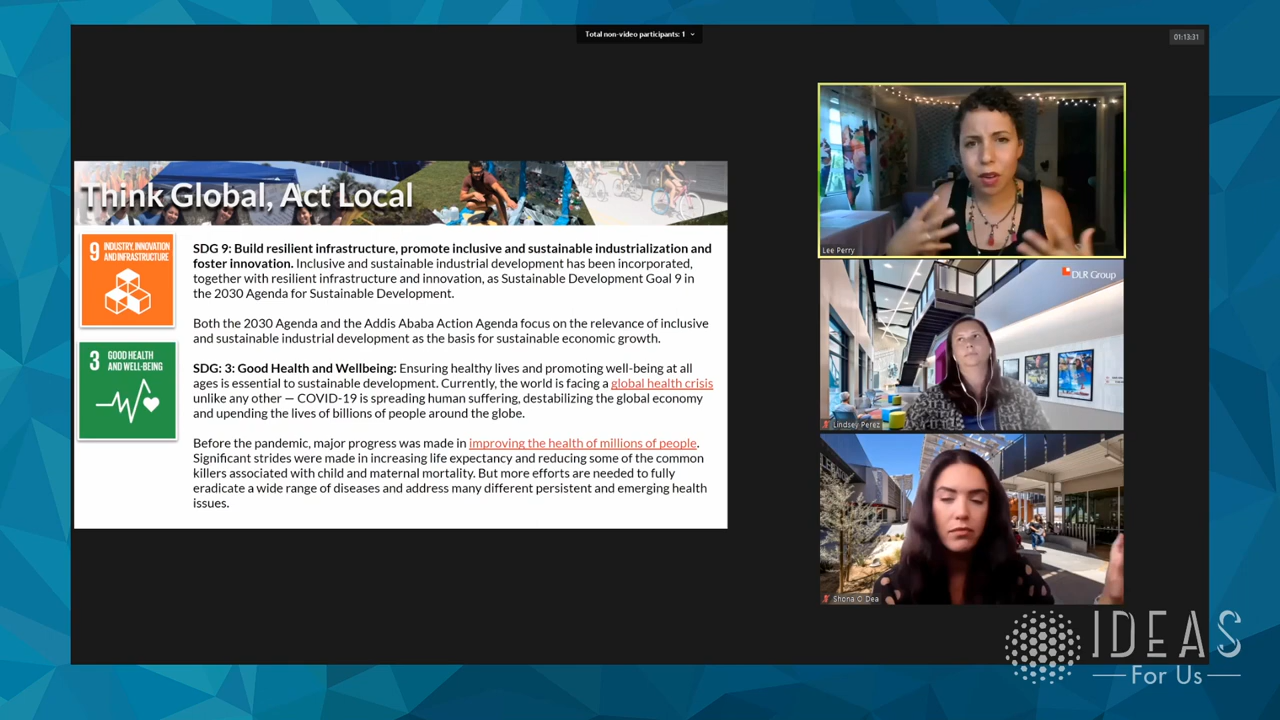 Total non-video participants: 1
01:13:31
Think Global, Act Local
9 INDUSTRY, INNOVATION
AND INFRASTRUCTURE
SDG 9: Build resilient infrastructure, promote inclusive and sustainable industrialization and
foster innovation. Inclusive and sustainable industrial development has been incorporated,
together with resilient infrastructure and innovation, as Sustainable Development Goal 9 in
the 2030 Agenda for Sustainable Development.
Both the 2030 Agenda and the Addis Ababa Action Agenda focus on the relevance of inclusive
and sustainable industrial development as the basis for sustainable economic growth.
3 GOOD HEALTH
AND WELL-BEING
SDG: 3: Good Health and Wellbeing: Ensuring healthy lives and promoting well-being at all
ages is essential to sustainable development. Currently, the world is facing a global health crisis
unlike any other — COVID-19 is spreading human suffering, destabilizing the global economy
and upending the lives of billions of people around the globe.
Before the pandemic, major progress was made in improving the health of millions of people.
Significant strides were made in increasing life expectancy and reducing some of the common
killers associated with child and maternal mortality. But more efforts are needed to fully
eradicate a wide range of diseases and address many different persistent and emerging health
issues.
Lee Perry
DLR Group
Lindsey Perez
Shona O Dea
IDEAS
For Us